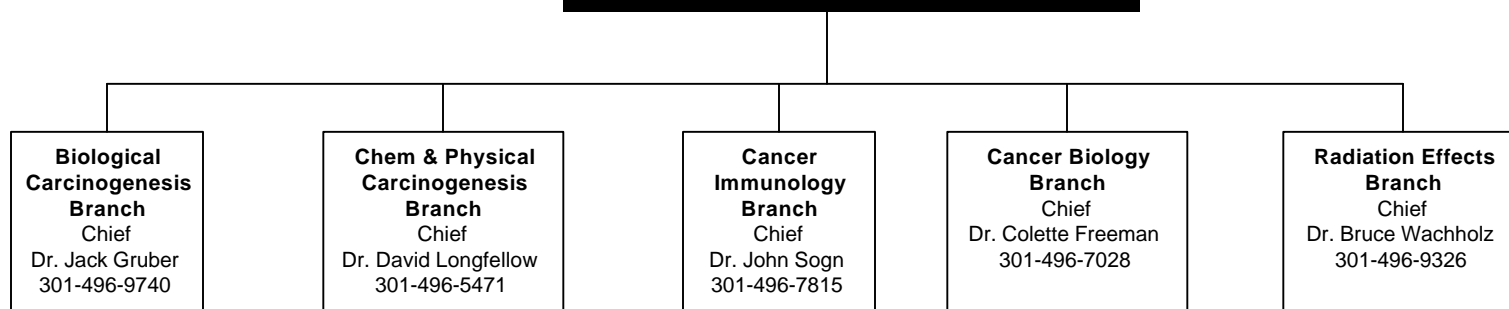 Biological
Carcinogenesis
Branch
Chief
Dr. Jack Gruber
301-496-9740
Chem & Physical
Carcinogenesis
Branch
Chief
Dr. David Longfellow
301-496-5471
Cancer
Immunology
Branch
Chief
Dr. John Sogn
301-496-7815
Cancer Biology
Branch
Chief
Dr. Colette Freeman
301-496-7028
Radiation Effects
Branch
Chief
Dr. Bruce Wachholz
301-496-9326